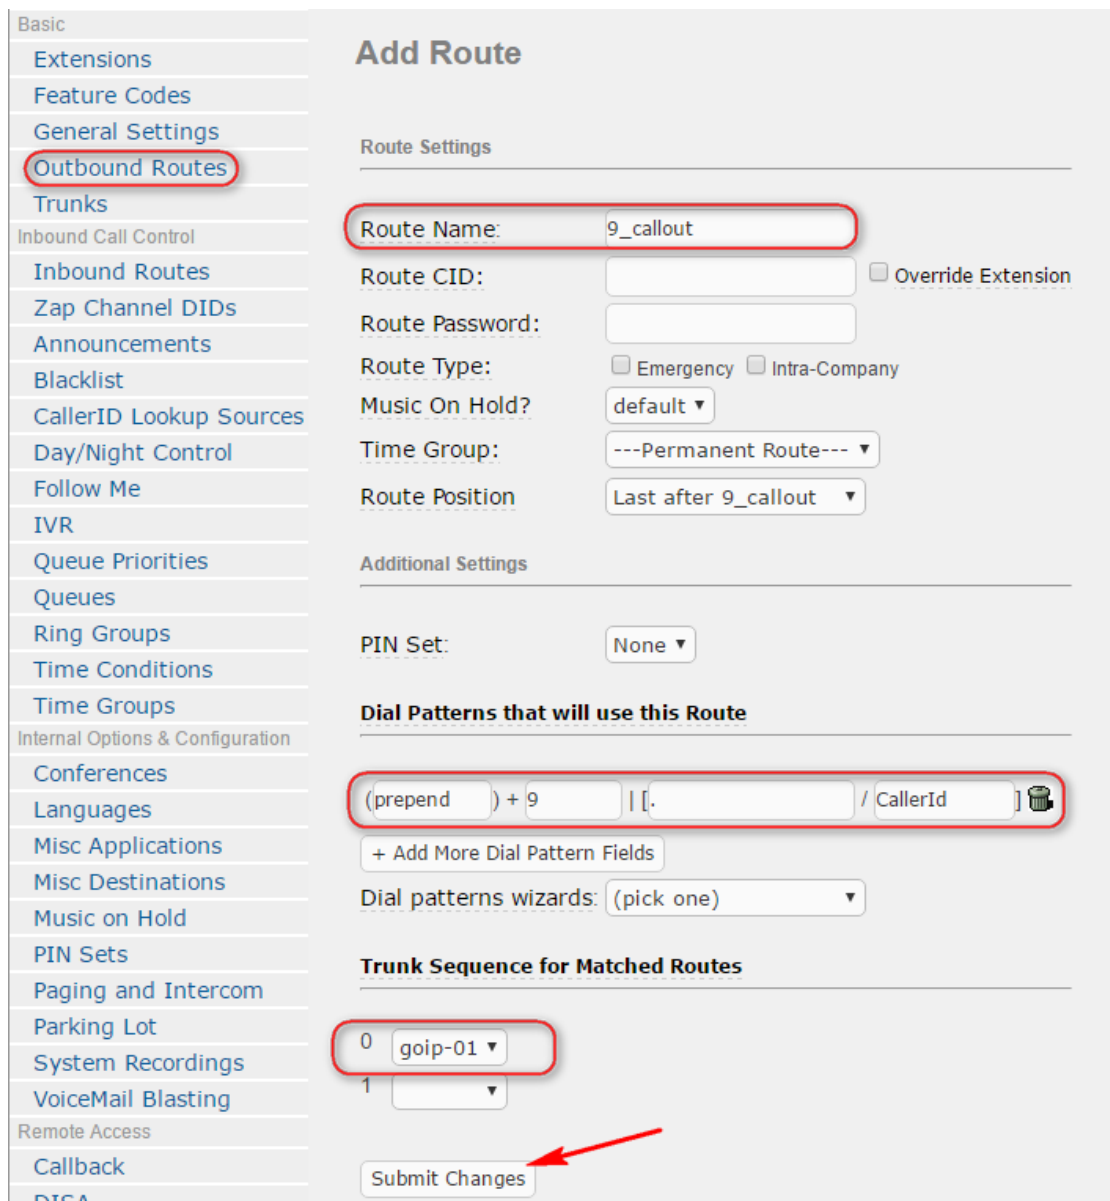 Basic
Extensions
Feature Codes
General Settings
Outbound Routes
Trunks
Inbound Call Control
Inbound Routes
Zap Channel DIDs
Announcements
Blacklist
CallerID Lookup Sources
Day/Night Control
Follow Me
IVR
Queue Priorities
Queues
Ring Groups
Time Conditions
Time Groups
Internal Options & Configuration
Conferences
Languages
Misc Applications
Misc Destinations
Music on Hold
PIN Sets
Paging and Intercom
Parking Lot
System Recordings
VoiceMail Blasting
Remote Access
Callback
DISA
Add Route
Route Settings
Route Name: 9_callout
Route CID: Override Extension
Route Password:
Route Type: Emergency Intra-Company
Music On Hold? default
Time Group: ---Permanent Route---
Route Position Last after 9_callout
Additional Settings
PIN Set: None
Dial Patterns that will use this Route
(prepend) + 9 | [. / CallerId ]
+ Add More Dial Pattern Fields
Dial patterns wizards: (pick one)
Trunk Sequence for Matched Routes
0 goip-01
1
Submit Changes